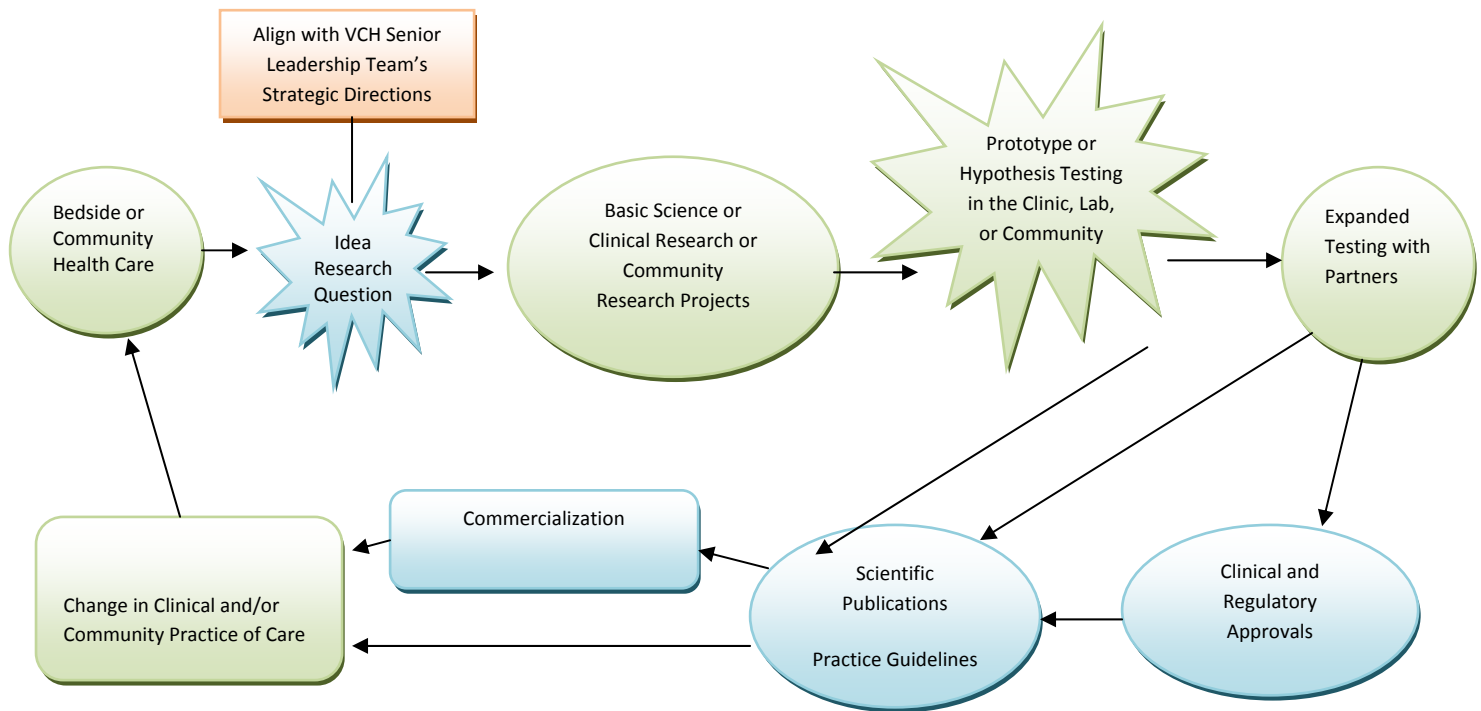 Align with VCH Senior
Leadership Team’s
Strategic Directions
Bedside or
Community
Health Care
Idea
Research
Question
Basic Science or
Clinical Research or
Community
Research Projects
Prototype or
Hypothesis Testing
in the Clinic, Lab,
or Community
Expanded
Testing with
Partners
Change in Clinical and/or
Community Practice of Care
Commercialization
Scientific
Publications
Practice Guidelines
Clinical and
Regulatory
Approvals